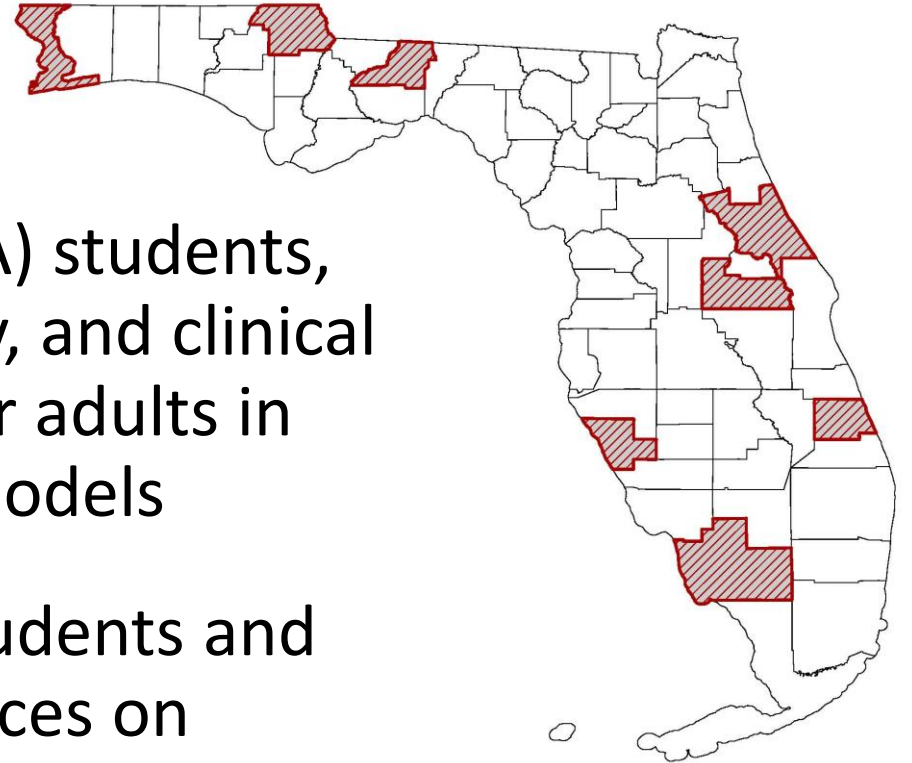 A) students,
y, and clinical
r adults in
odels
udents and
ces on